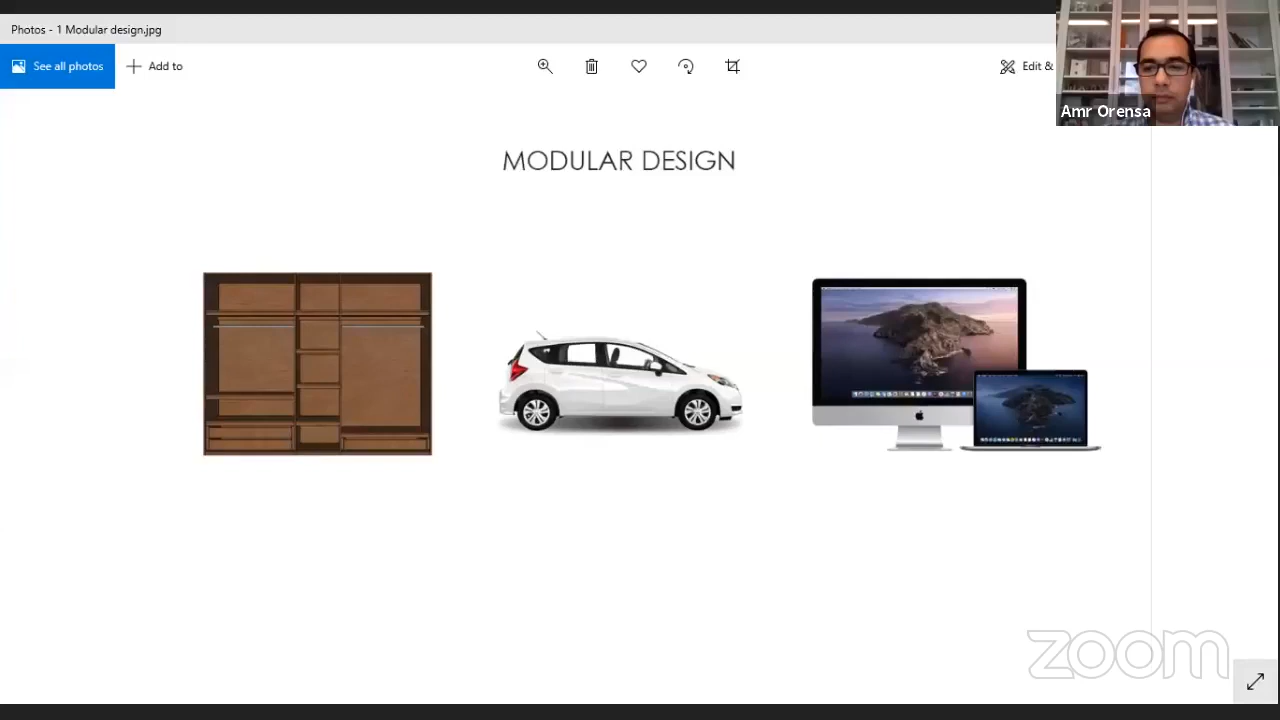 Photos - 1 Modular design.jpg
See all photos
Add to
Edit &
Amr Orensa
MODULAR DESIGN
zoom